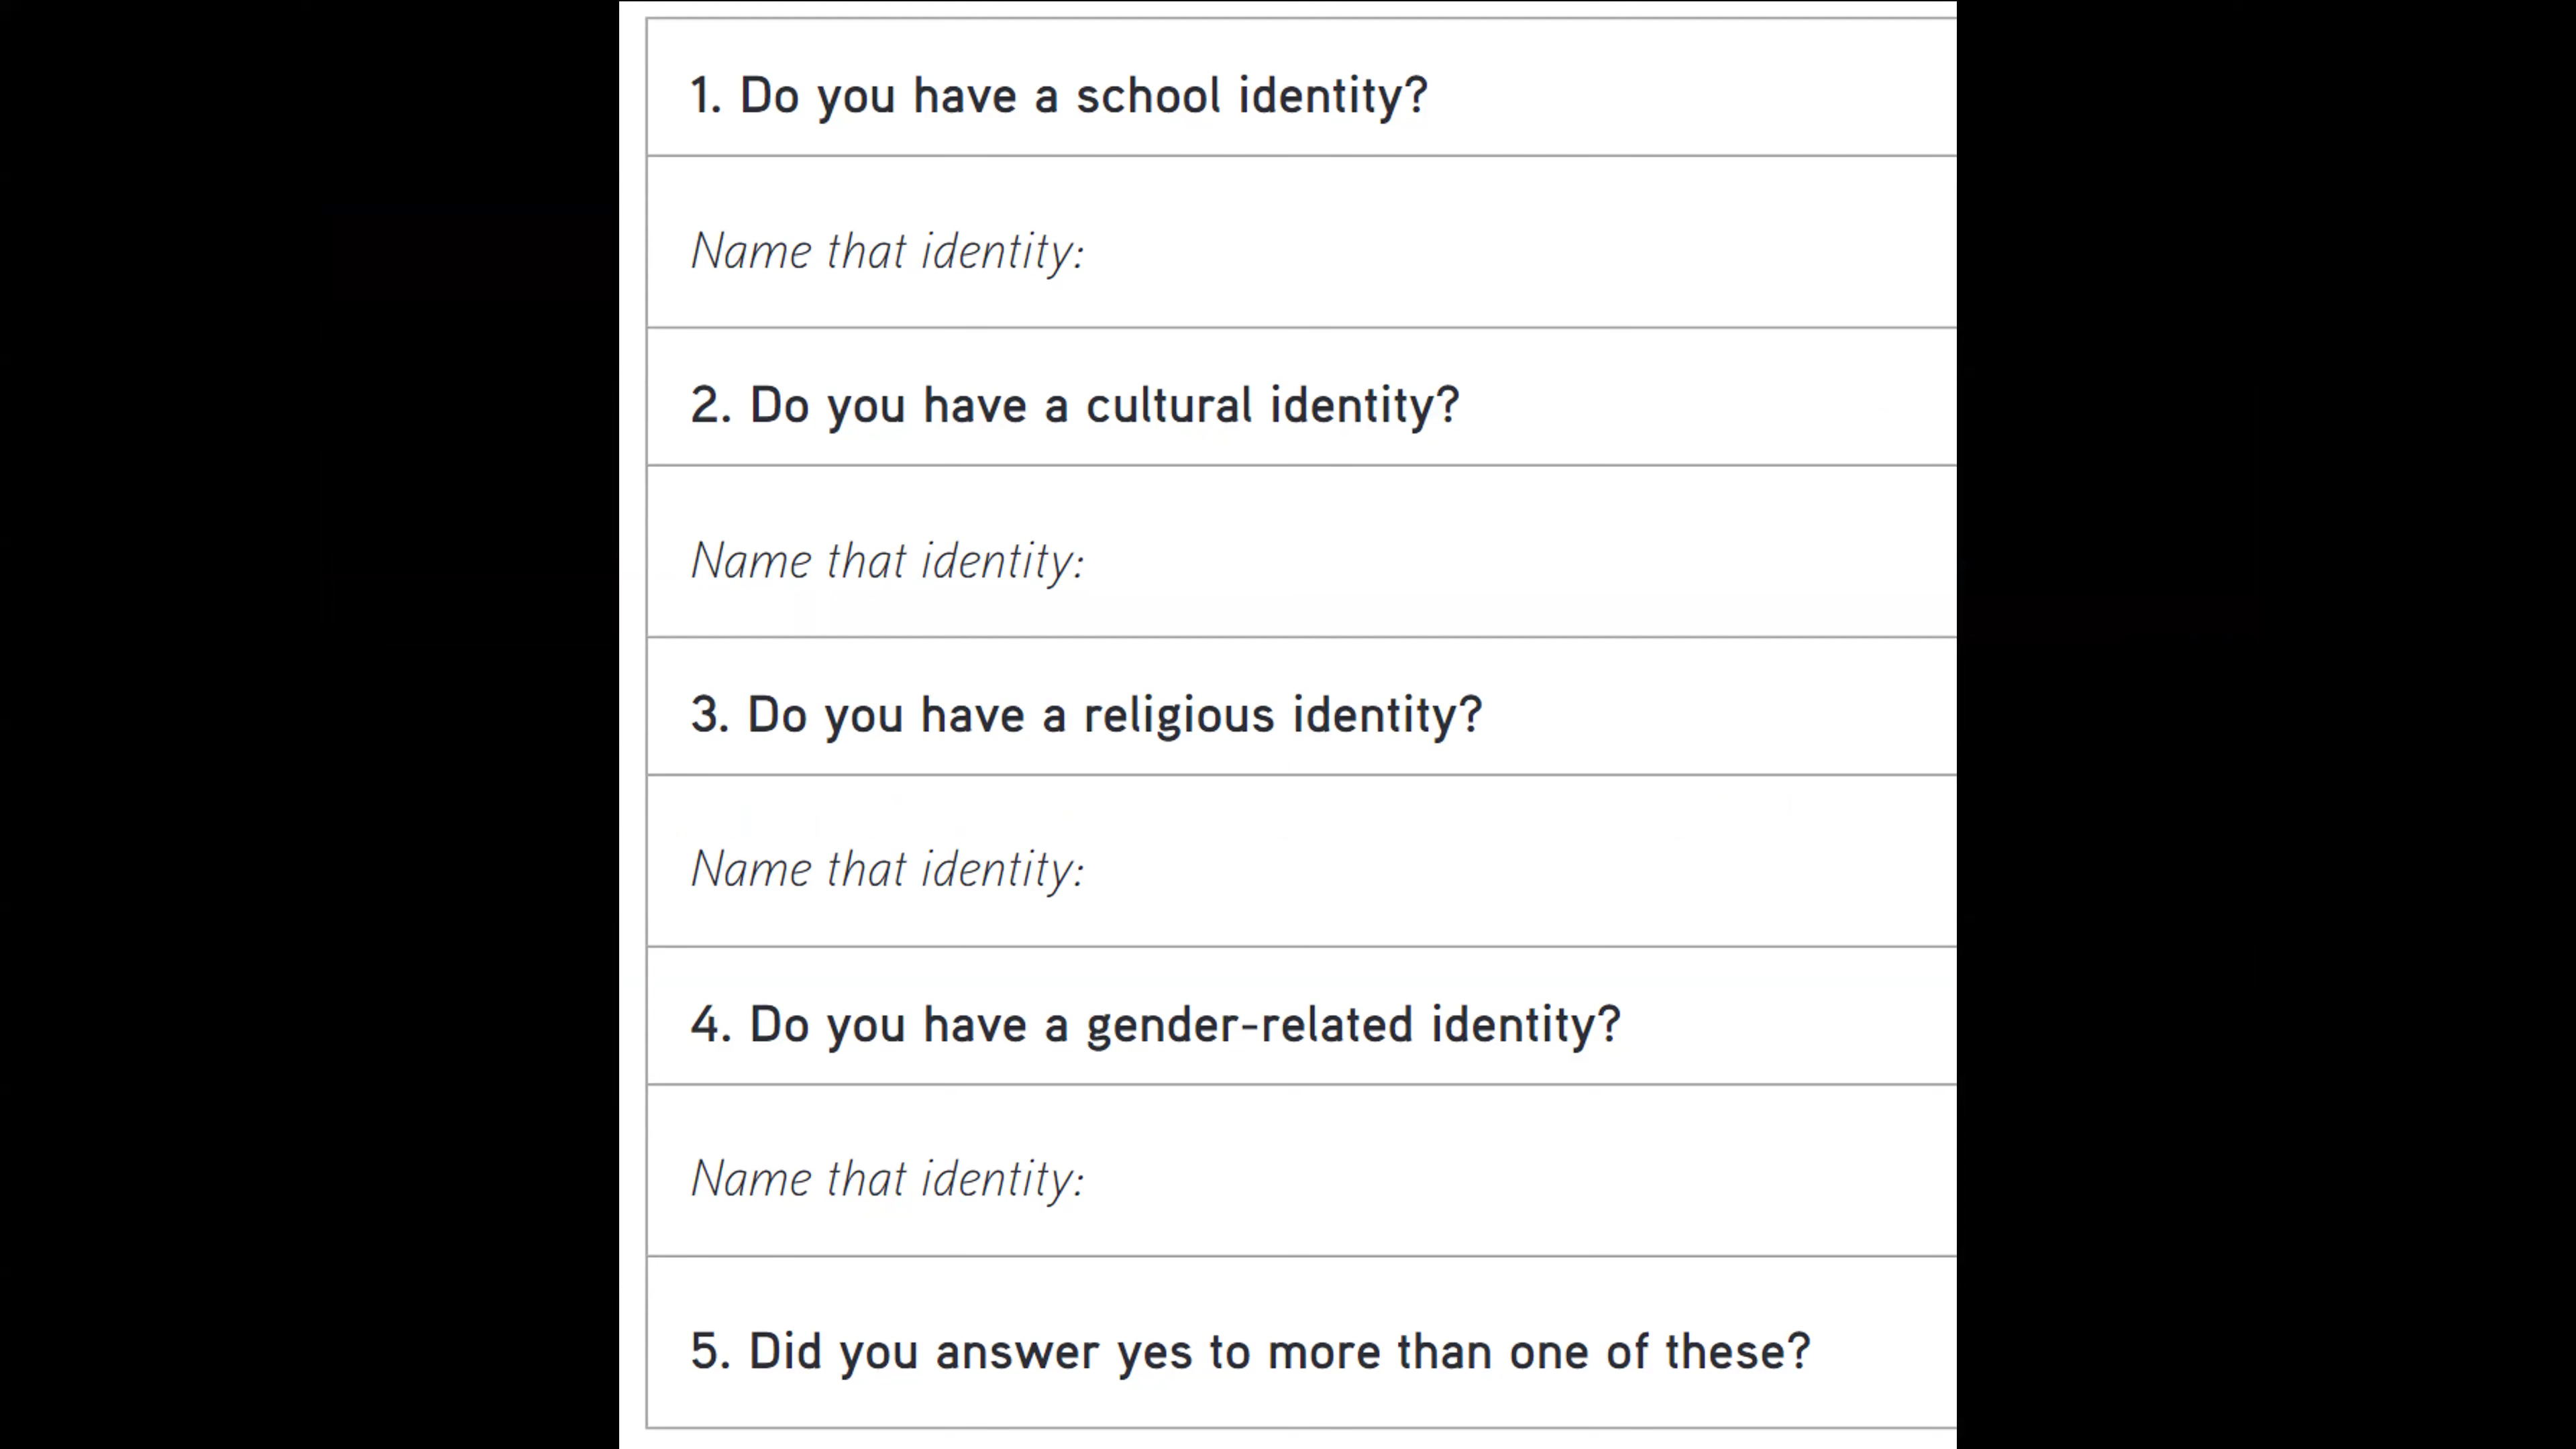 1. Do you have a school identity?
Name that identity:
2. Do you have a cultural identity?
Name that identity:
3. Do you have a religious identity?
Name that identity:
4. Do you have a gender-related identity?
Name that identity:
5. Did you answer yes to more than one of these?